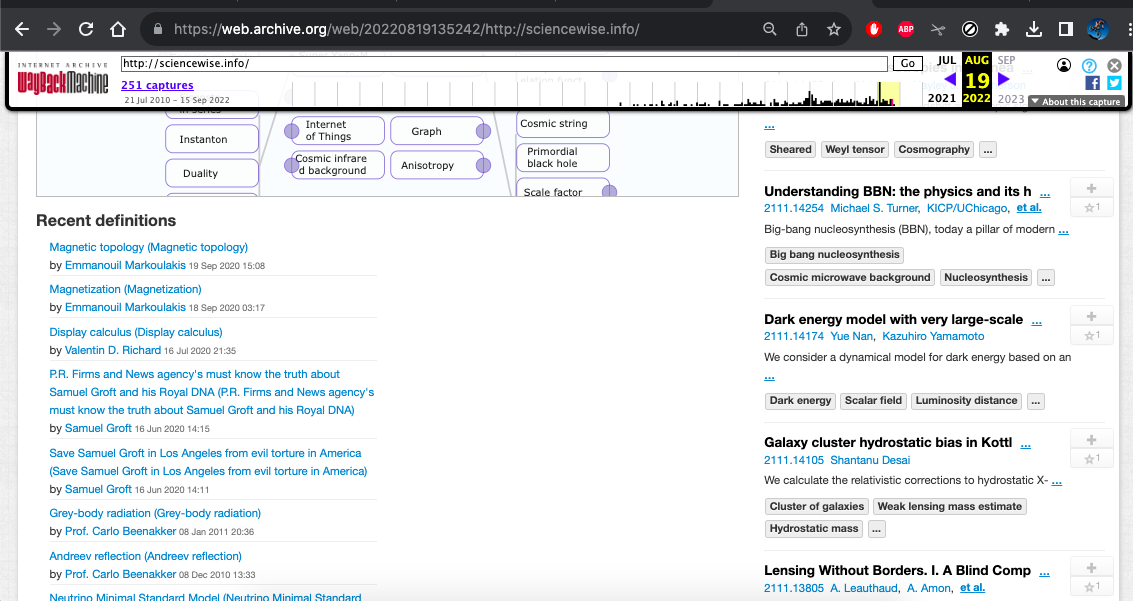 https://web.archive.org/web/20220819135242/http://sciencewise.info/
ABP
INTERNET ARCHIVE
WayBackMachine
http://sciencewise.info/
Go
JUL
AUG
SEP
251 captures
19
21 Jul 2010 – 15 Sep 2022
2021
2022
2023
About this capture
Instanton
Duality
Internet
of Things
Cosmic infrare
d background
Graph
Anisotropy
Cosmic string
Primordial
black hole
Scale factor
Recent definitions
Magnetic topology (Magnetic topology)
by Emmanouil Markoulakis 19 Sep 2020 15:08
Magnetization (Magnetization)
by Emmanouil Markoulakis 18 Sep 2020 03:17
Display calculus (Display calculus)
by Valentin D. Richard 16 Jul 2020 21:35
P.R. Firms and News agency's must know the truth about
Samuel Groft and his Royal DNA (P.R. Firms and News agency's
must know the truth about Samuel Groft and his Royal DNA)
by Samuel Groft 16 Jun 2020 14:15
Save Samuel Groft in Los Angeles from evil torture in America
(Save Samuel Groft in Los Angeles from evil torture in America)
by Samuel Groft 16 Jun 2020 14:11
Grey-body radiation (Grey-body radiation)
by Prof. Carlo Beenakker 08 Jan 2011 20:36
Andreev reflection (Andreev reflection)
by Prof. Carlo Beenakker 08 Dec 2010 13:33
Neutrino Minimal Standard Model (Neutrino Minimal Standard
...
Sheared Weyl tensor Cosmography ...
Understanding BBN: the physics and its h ...
2111.14254 Michael S. Turner, KICP/UChicago, et al.
1
Big-bang nucleosynthesis (BBN), today a pillar of modern ...
Big bang nucleosynthesis
Cosmic microwave background Nucleosynthesis ...
Dark energy model with very large-scale ...
2111.14174 Yue Nan, Kazuhiro Yamamoto
1
We consider a dynamical model for dark energy based on an
...
Dark energy Scalar field Luminosity distance ...
Galaxy cluster hydrostatic bias in Kottl ...
2111.14105 Shantanu Desai
1
We calculate the relativistic corrections to hydrostatic X- ...
Cluster of galaxies Weak lensing mass estimate
Hydrostatic mass ...
Lensing Without Borders. I. A Blind Comp ...
2111.13805 A. Leauthaud, A. Amon, et al.
1